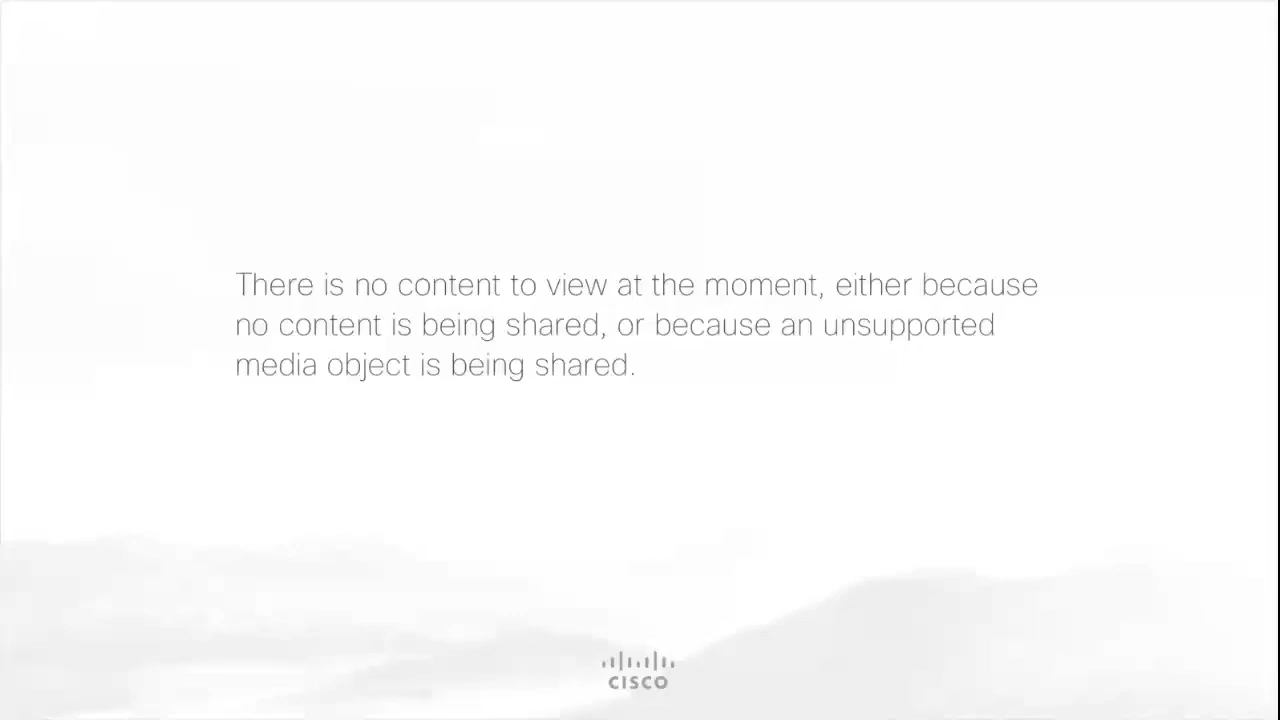 There is no content to view at the moment, either because
no content is being shared, or because an unsupported
media object is being shared.
CISCO